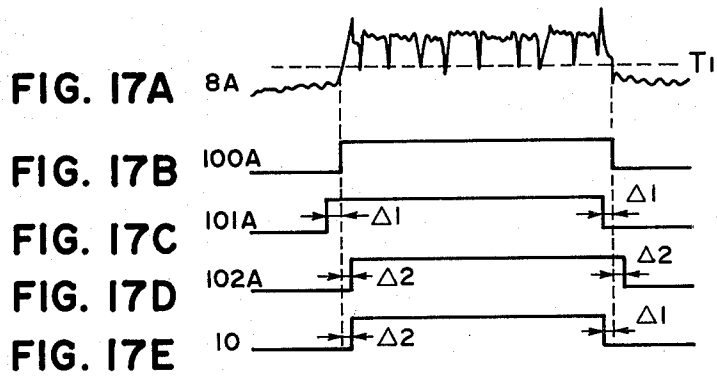 T1
FIG. 17A 8A
FIG. 17B 100A
Δ1
FIG. 17C 101A Δ1
Δ2
FIG. 17D 102A Δ2
Δ1
FIG. 17E 10 Δ2